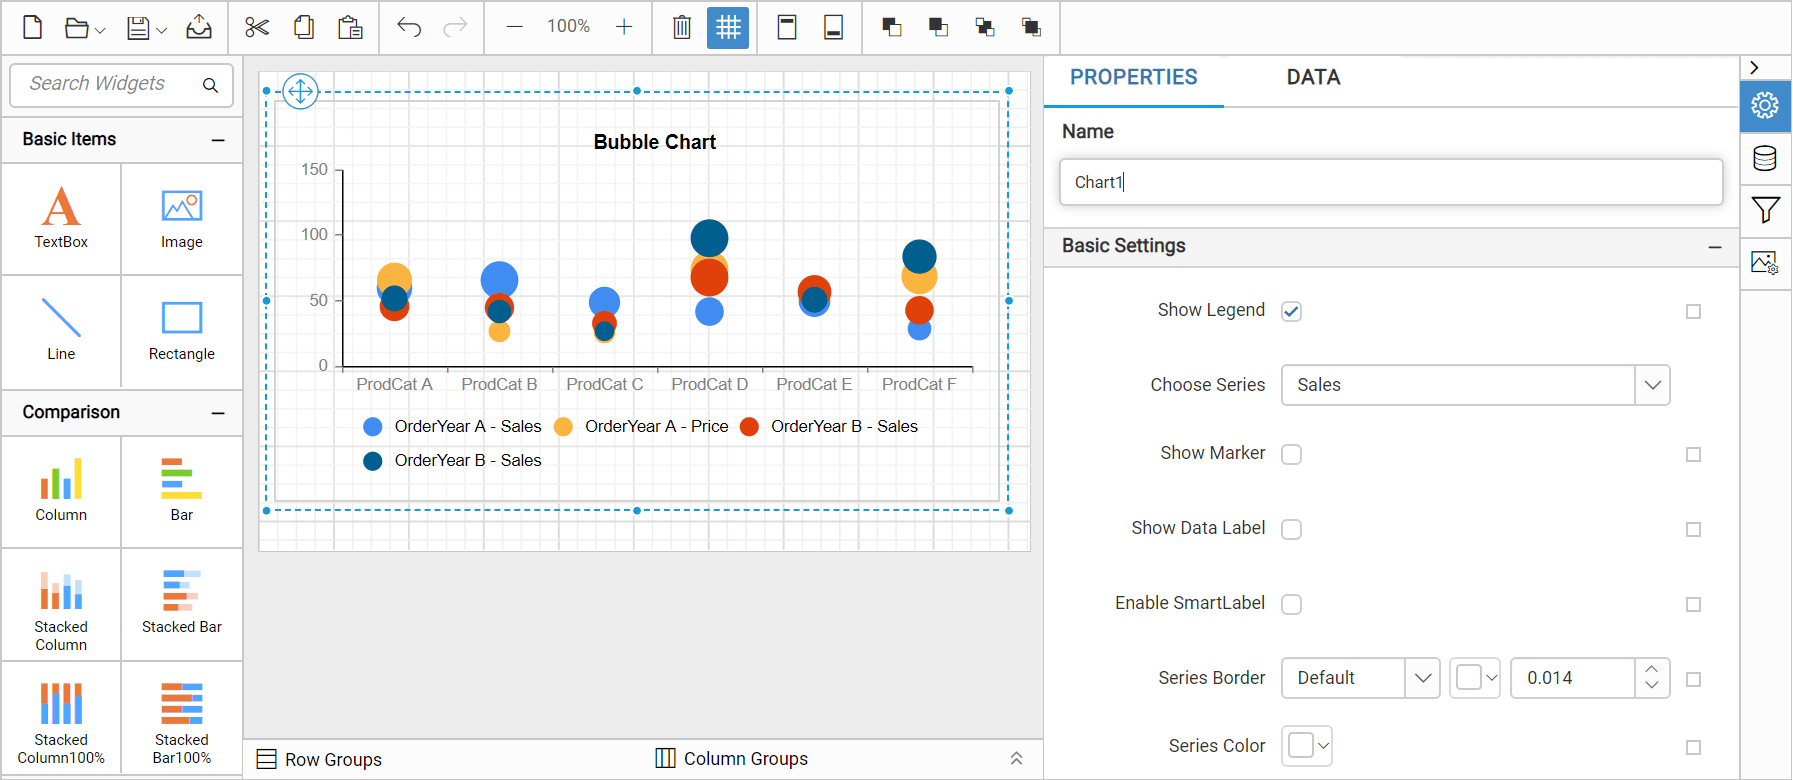 100%
Search Widgets
Basic Items
TextBox
Image
Line
Rectangle
Comparison
Column
Bar
Stacked
Column
Stacked Bar
Stacked
Column100%
Stacked
Bar100%
Bubble Chart
150
100
50
0
ProdCat A ProdCat B ProdCat C ProdCat D ProdCat E ProdCat F
OrderYear A - Sales OrderYear A - Price OrderYear B - Sales
OrderYear B - Sales
Row Groups
Column Groups
PROPERTIES DATA
Name
Chart1
Basic Settings
Show Legend
Choose Series Sales
Show Marker
Show Data Label
Enable SmartLabel
Series Border Default 0.014
Series Color